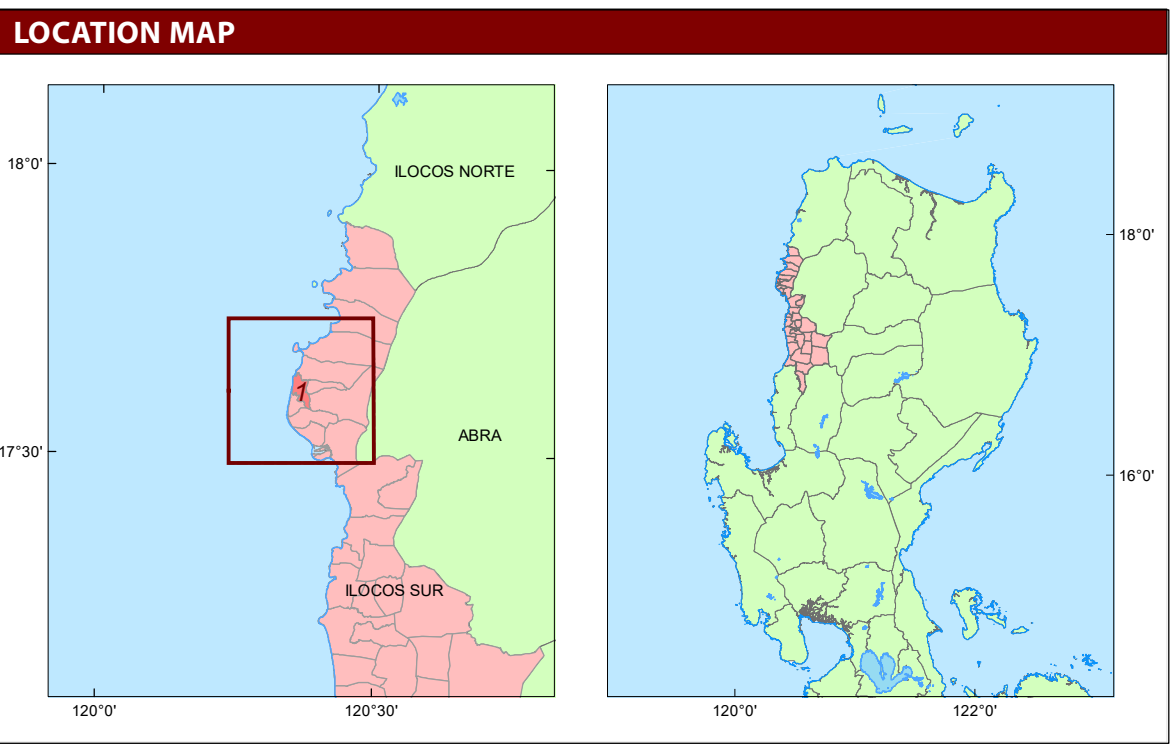 LOCATION MAP
18°0'
ILOCOS NORTE
1
ABRA
17°30'
ILOCOS SUR
120°0'
120°30'
18°0'
16°0'
120°0'
122°0'